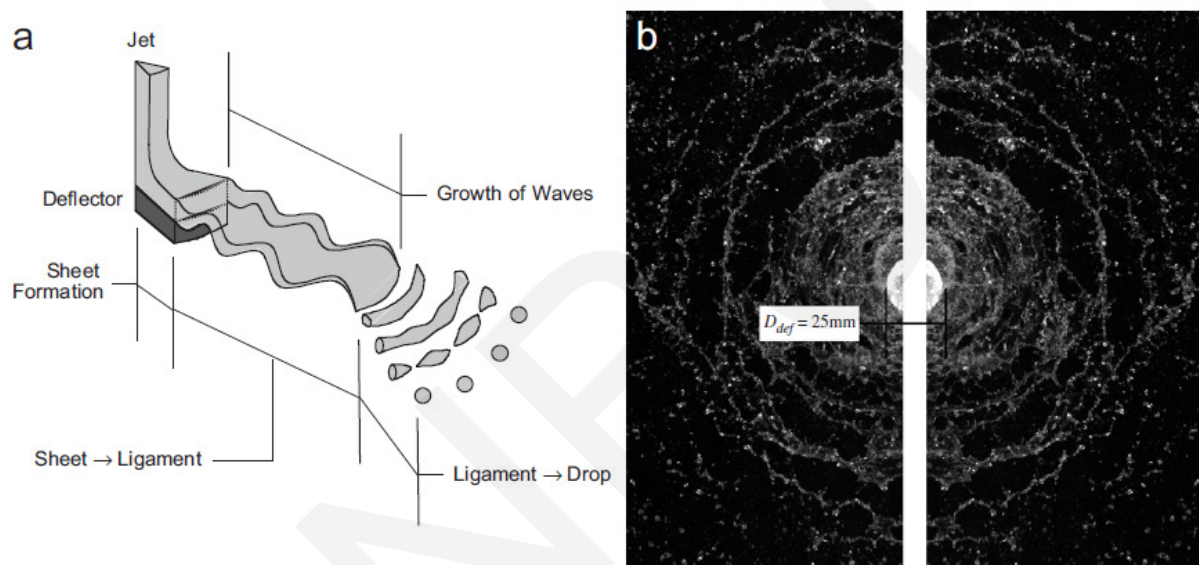 a
Jet
Deflector
Growth of Waves
Sheet
Formation
Sheet → Ligament
Ligament → Drop
b
D_def = 25mm